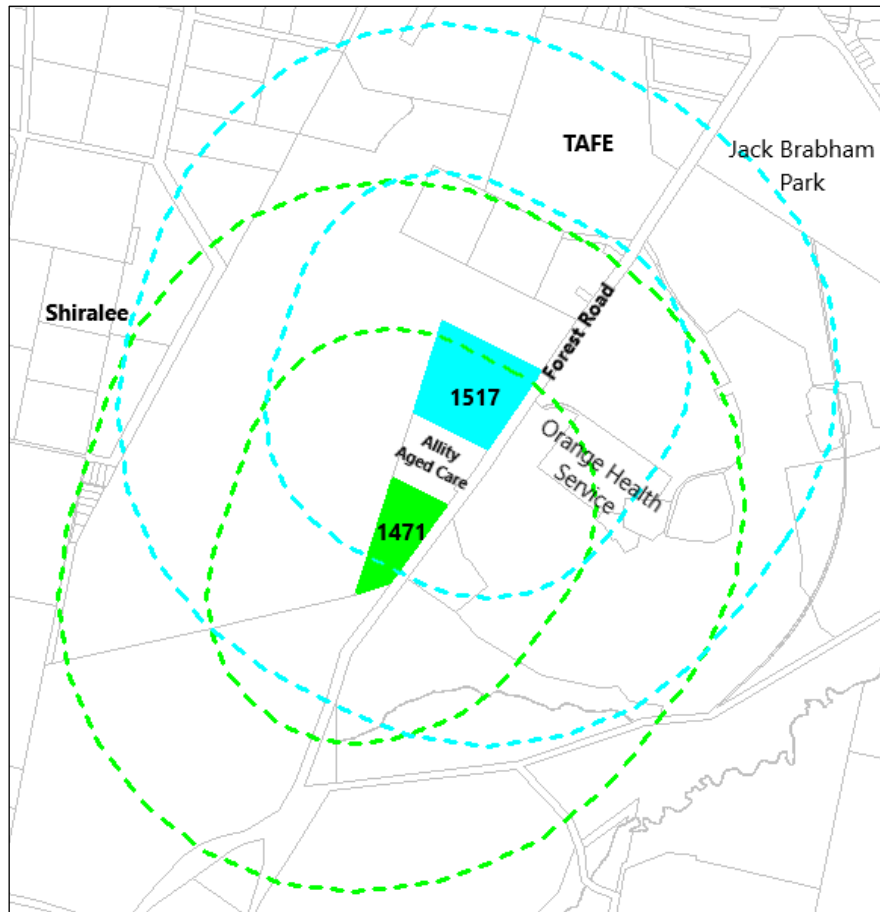 TAFE
Jack Brabham
Park
Shiralee
Forest Road
1517
Allity
Aged Care
Orange Health
Service
1471